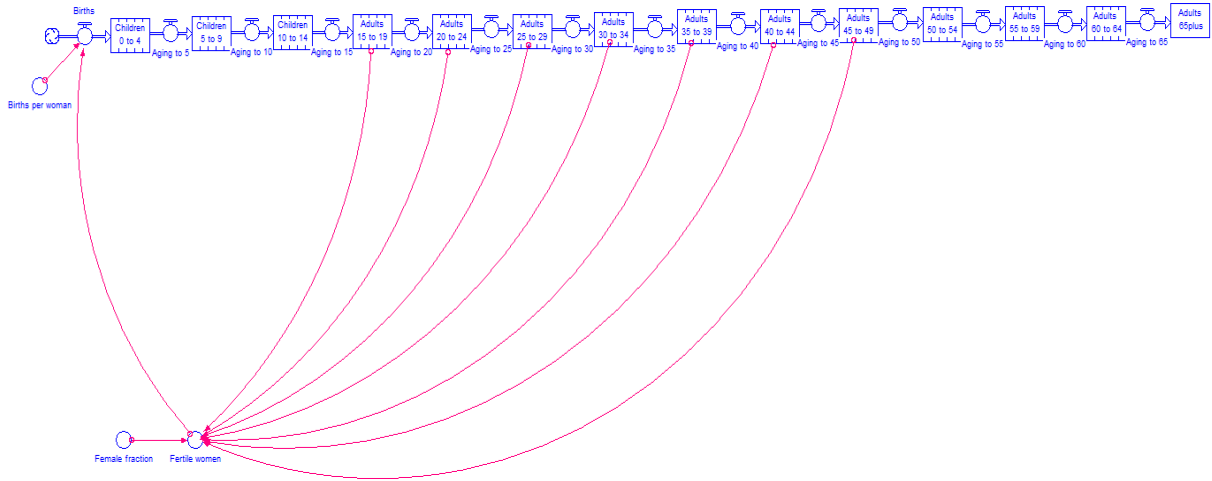 Births
Children
0 to 4
Aging to 5
Children
5 to 9
Aging to 10
Children
10 to 14
Aging to 15
Adults
15 to 19
Aging to 20
Adults
20 to 24
Aging to 25
Adults
25 to 29
Aging to 30
Adults
30 to 34
Aging to 35
Adults
35 to 39
Aging to 40
Adults
40 to 44
Aging to 45
Adults
45 to 49
Aging to 50
Adults
50 to 54
Aging to 55
Adults
55 to 59
Aging to 60
Adults
60 to 64
Aging to 65
Adults
65plus
Births per woman
Female fraction
Fertile women